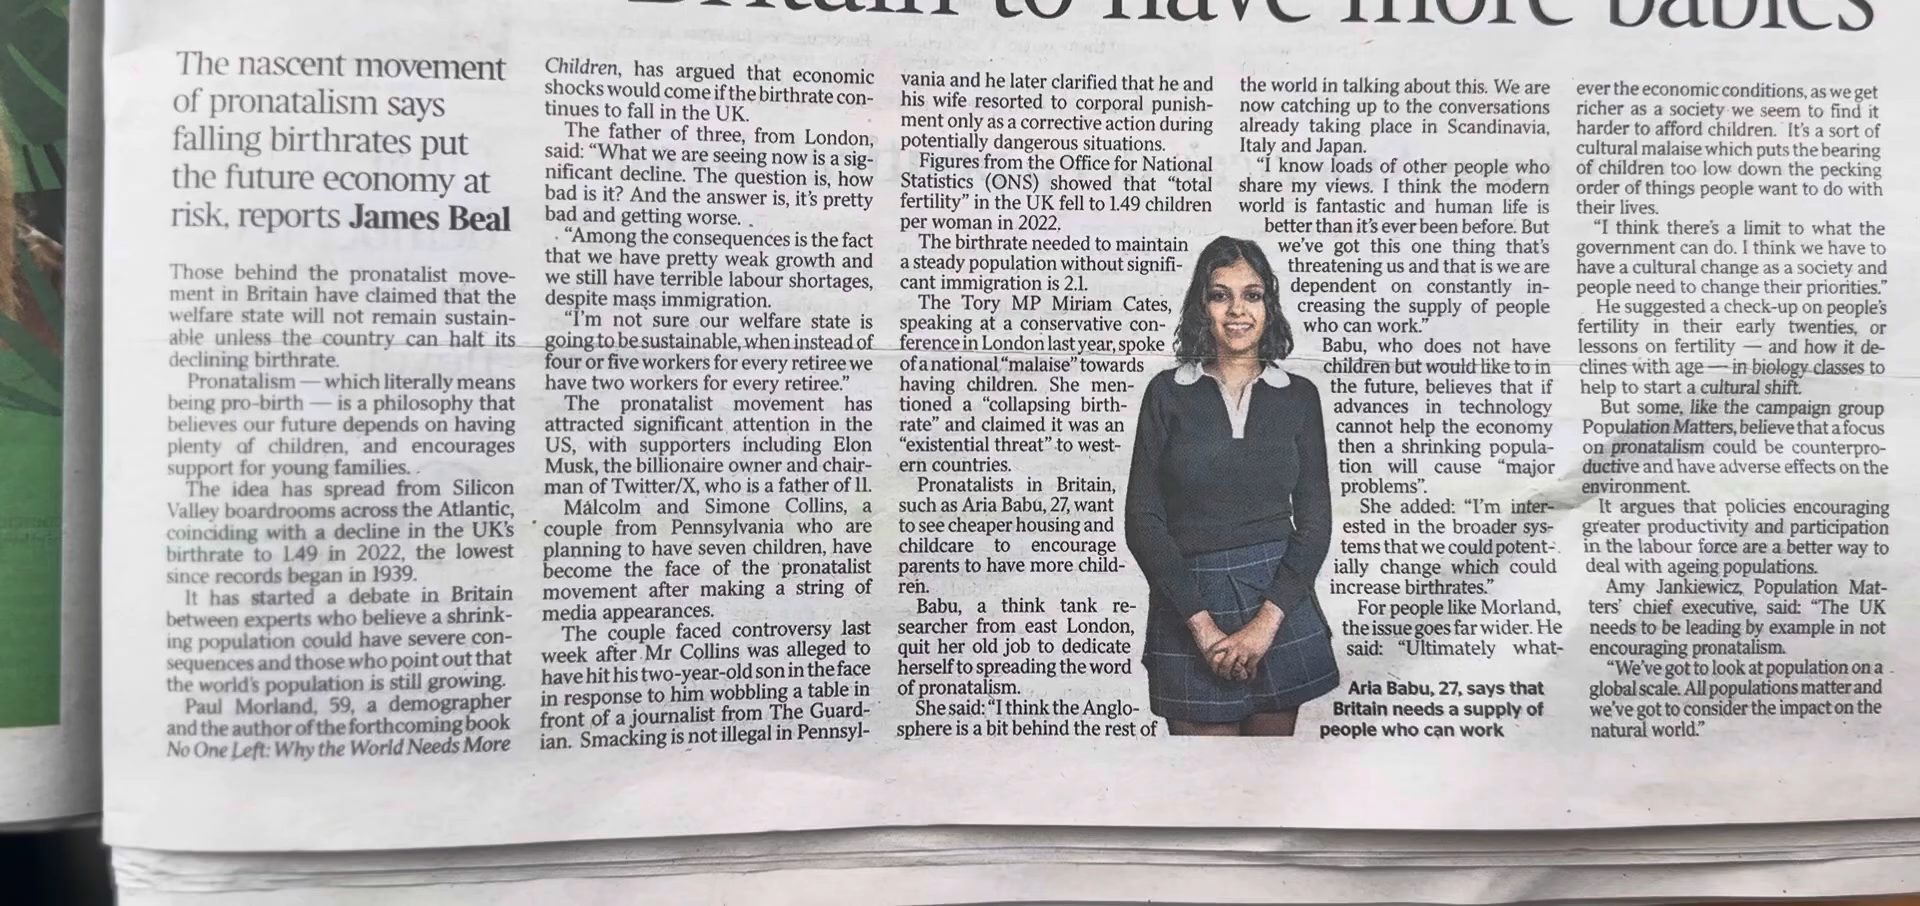 Britain to have more babies
The nascent movement
of pronatalism says
falling birthrates put
the future economy at
risk, reports James Beal
Those behind the pronatalist move-
ment in Britain have claimed that the
welfare state will not remain sustain-
able unless the country can halt its
declining birthrate.
Pronatalism — which literally means
being pro-birth — is a philosophy that
believes our future depends on having
plenty of children, and encourages
support for young families.
The idea has spread from Silicon
Valley boardrooms across the Atlantic,
coinciding with a decline in the UK's
birthrate to 1.49 in 2022, the lowest
since records began in 1939.
It has started a debate in Britain
between experts who believe a shrink-
ing population could have severe con-
sequences and those who point out that
the world's population is still growing.
Paul Morland, 59, a demographer
and the author of the forthcoming book
No One Left: Why the World Needs More
Children, has argued that economic
shocks would come if the birthrate con-
tinues to fall in the UK.
The father of three, from London,
said: “What we are seeing now is a sig-
nificant decline. The question is, how
bad is it? And the answer is, it's pretty
bad and getting worse.
“Among the consequences is the fact
that we have pretty weak growth and
we still have terrible labour shortages,
despite mass immigration.
“I'm not sure our welfare state is
going to be sustainable, when instead of
four or five workers for every retiree we
have two workers for every retiree.”
The pronatalist movement has
attracted significant attention in the
US, with supporters including Elon
Musk, the billionaire owner and chair-
man of Twitter/X, who is a father of 11.
Malcolm and Simone Collins, a
couple from Pennsylvania who are
planning to have seven children, have
become the face of the pronatalist
movement after making a string of
media appearances.
The couple faced controversy last
week after Mr Collins was alleged to
have hit his two-year-old son in the face
in response to him wobbling a table in
front of a journalist from The Guard-
ian. Smacking is not illegal in Pennsyl-
vania and he later clarified that he and
his wife resorted to corporal punish-
ment only as a corrective action during
potentially dangerous situations.
Figures from the Office for National
Statistics (ONS) showed that “total
fertility” in the UK fell to 1.49 children
per woman in 2022.
The birthrate needed to maintain
a steady population without signifi-
cant immigration is 2.1.
The Tory MP Miriam Cates,
speaking at a conservative con-
ference in London last year, spoke
of a national “malaise” towards
having children. She men-
tioned a “collapsing birth-
rate” and claimed it was an
“existential threat” to west-
ern countries.
Pronatalists in Britain,
such as Aria Babu, 27, want
to see cheaper housing and
childcare to encourage
parents to have more child-
ren.
Babu, a think tank re-
searcher from east London,
quit her old job to dedicate
herself to spreading the word
of pronatalism.
She said: “I think the Anglo-
sphere is a bit behind the rest of
the world in talking about this. We are
now catching up to the conversations
already taking place in Scandinavia,
Italy and Japan.
“I know loads of other people who
share my views. I think the modern
world is fantastic and human life is
better than it's ever been before. But
we've got this one thing that's
threatening us and that is we are
dependent on constantly in-
creasing the supply of people
who can work.”
Babu, who does not have
children but would like to in
the future, believes that if
advances in technology
cannot help the economy
then a shrinking popula-
tion will cause “major
problems”.
She added: “I'm inter-
ested in the broader sys-
tems that we could potent-
ially change which could
increase birthrates.”
For people like Morland,
the issue goes far wider. He
said: “Ultimately what-
Aria Babu, 27, says that
Britain needs a supply of
people who can work
ever the economic conditions, as we get
richer as a society we seem to find it
harder to afford children. It's a sort of
cultural malaise which puts the bearing
of children too low down the pecking
order of things people want to do with
their lives.
“I think there's a limit to what the
government can do. I think we have to
have a cultural change as a society and
people need to change their priorities.”
He suggested a check-up on people's
fertility in their early twenties, or
lessons on fertility — and how it de-
clines with age — in biology classes to
help to start a cultural shift.
But some, like the campaign group
Population Matters, believe that a focus
on pronatalism could be counterpro-
ductive and have adverse effects on the
environment.
It argues that policies encouraging
greater productivity and participation
in the labour force are a better way to
deal with ageing populations.
Amy Jankiewicz, Population Mat-
ters' chief executive, said: “The UK
needs to be leading by example in not
encouraging pronatalism.
“We've got to look at population on a
global scale. All populations matter and
we've got to consider the impact on the
natural world.”